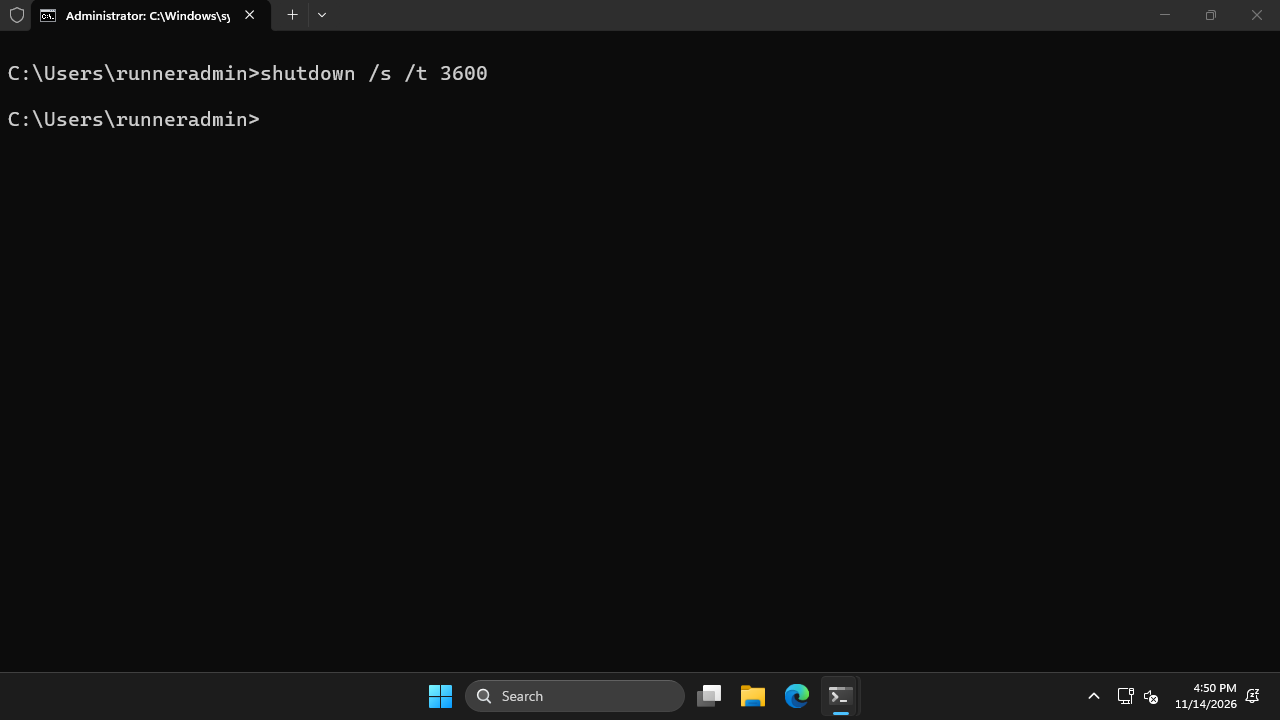 Administrator: C:\Windows\sy
C:\Users\runneradmin>shutdown /s /t 3600
C:\Users\runneradmin>
Search
4:50 PM
11/14/2026